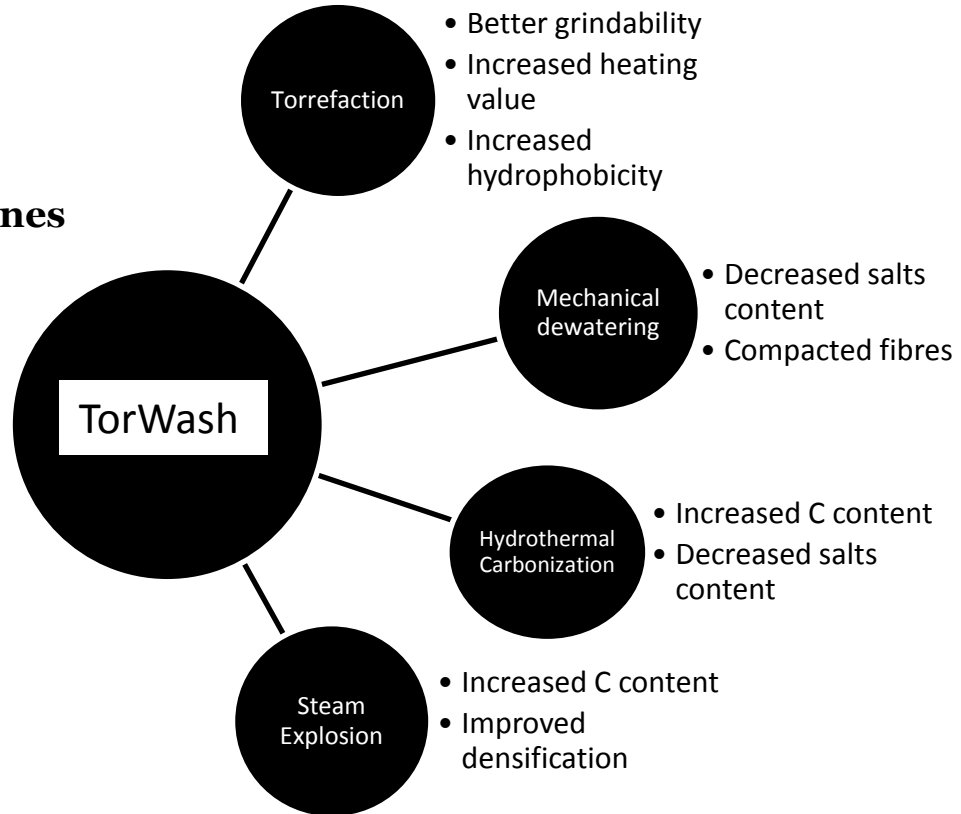 Torrefaction
• Better grindability
• Increased heating
value
• Increased
hydrophobicity
nes
TorWash
Mechanical
dewatering
• Decreased salts
content
• Compacted fibres
Hydrothermal
Carbonization
• Increased C content
• Decreased salts
content
Steam
Explosion
• Increased C content
• Improved
densification